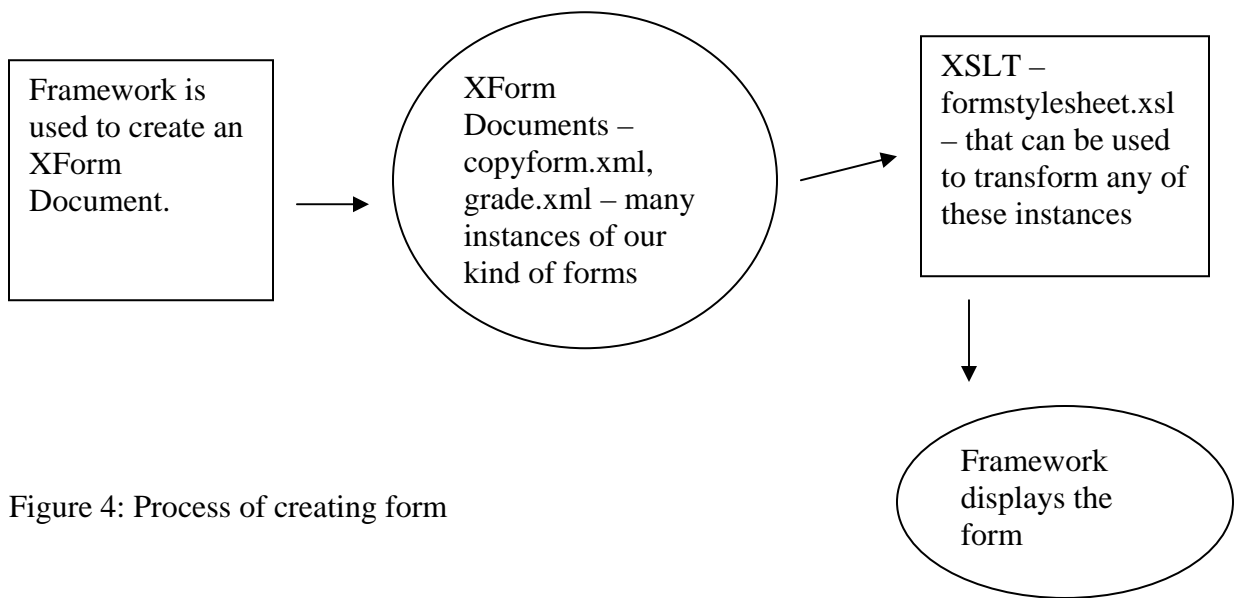 Framework is
used to create an
XForm
Document.
XForm
Documents –
copyform.xml,
grade.xml – many
instances of our
kind of forms
XSLT –
formstylesheet.xsl
– that can be used
to transform any of
these instances
Framework
displays the
form
Figure 4: Process of creating form